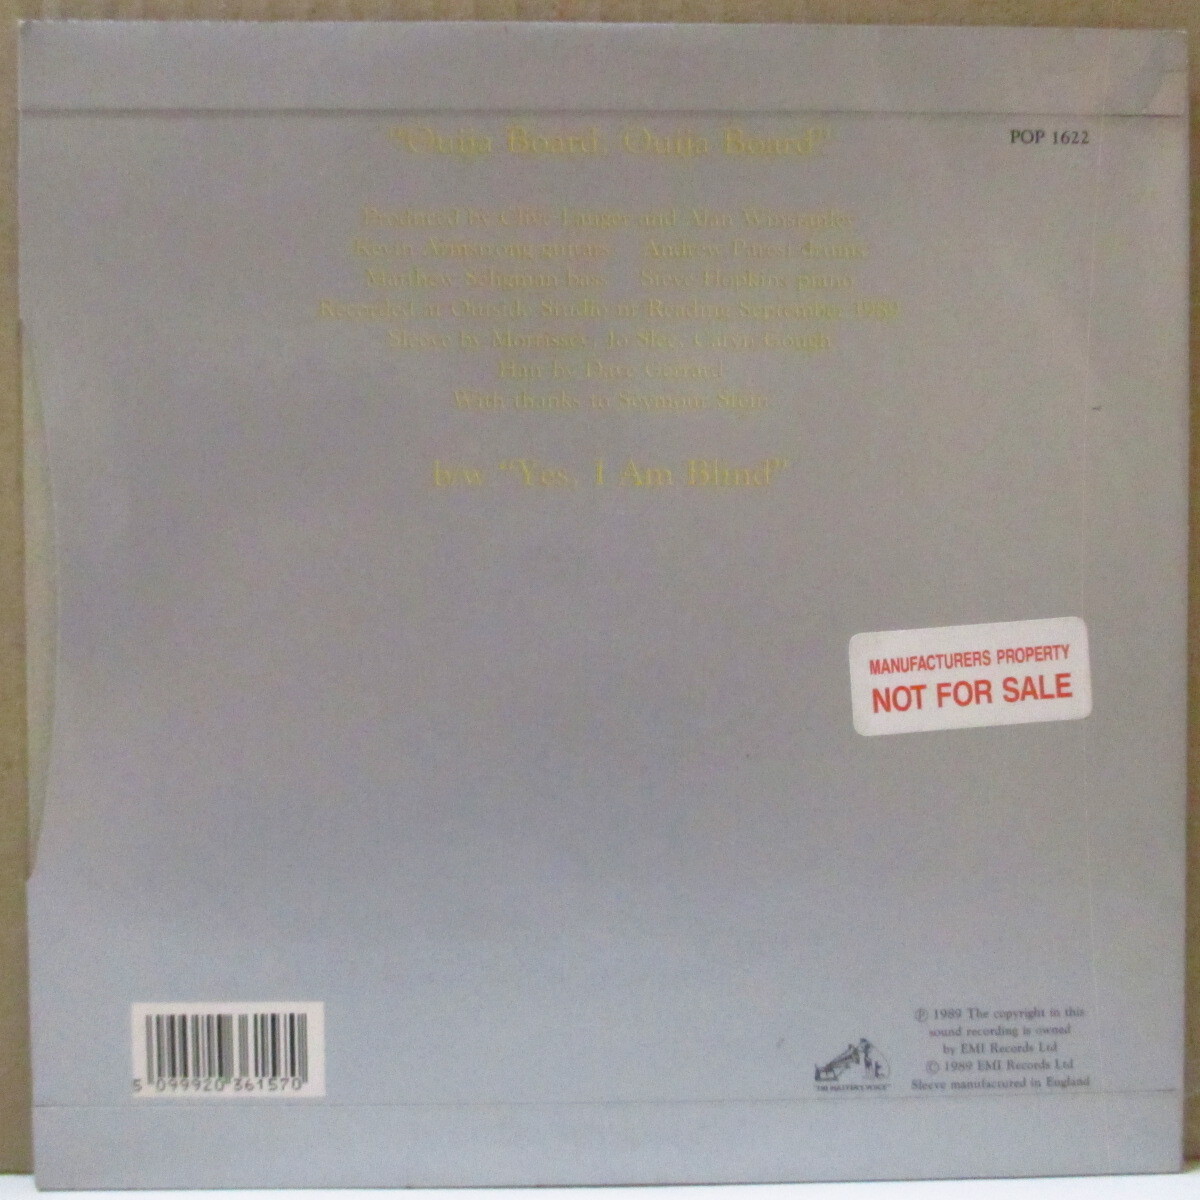 "Ouija Board, Ouija Board"
POP 1622
Produced by Clive Langer and Alan Winstanley
Kevin Armstrong guitars Andrew Paresi drums
Matthew Seligman bass Steve Hopkins piano
Recorded at Outside Studio in Reading September 1989
Sleeve by Morrissey, Jo Slee, Caryn Gough
by Dave
With thanks to Seymour Stein
b/w "Yes, I Am Blind"
MANUFACTURERS PROPERTY
NOT FOR SALE
5 099920 361570
"HIS MASTER'S VOICE"
℗ 1989 The copyright in this
sound recording is owned
by EMI Records Ltd
© 1989 EMI Records Ltd
Sleeve manufactured in England